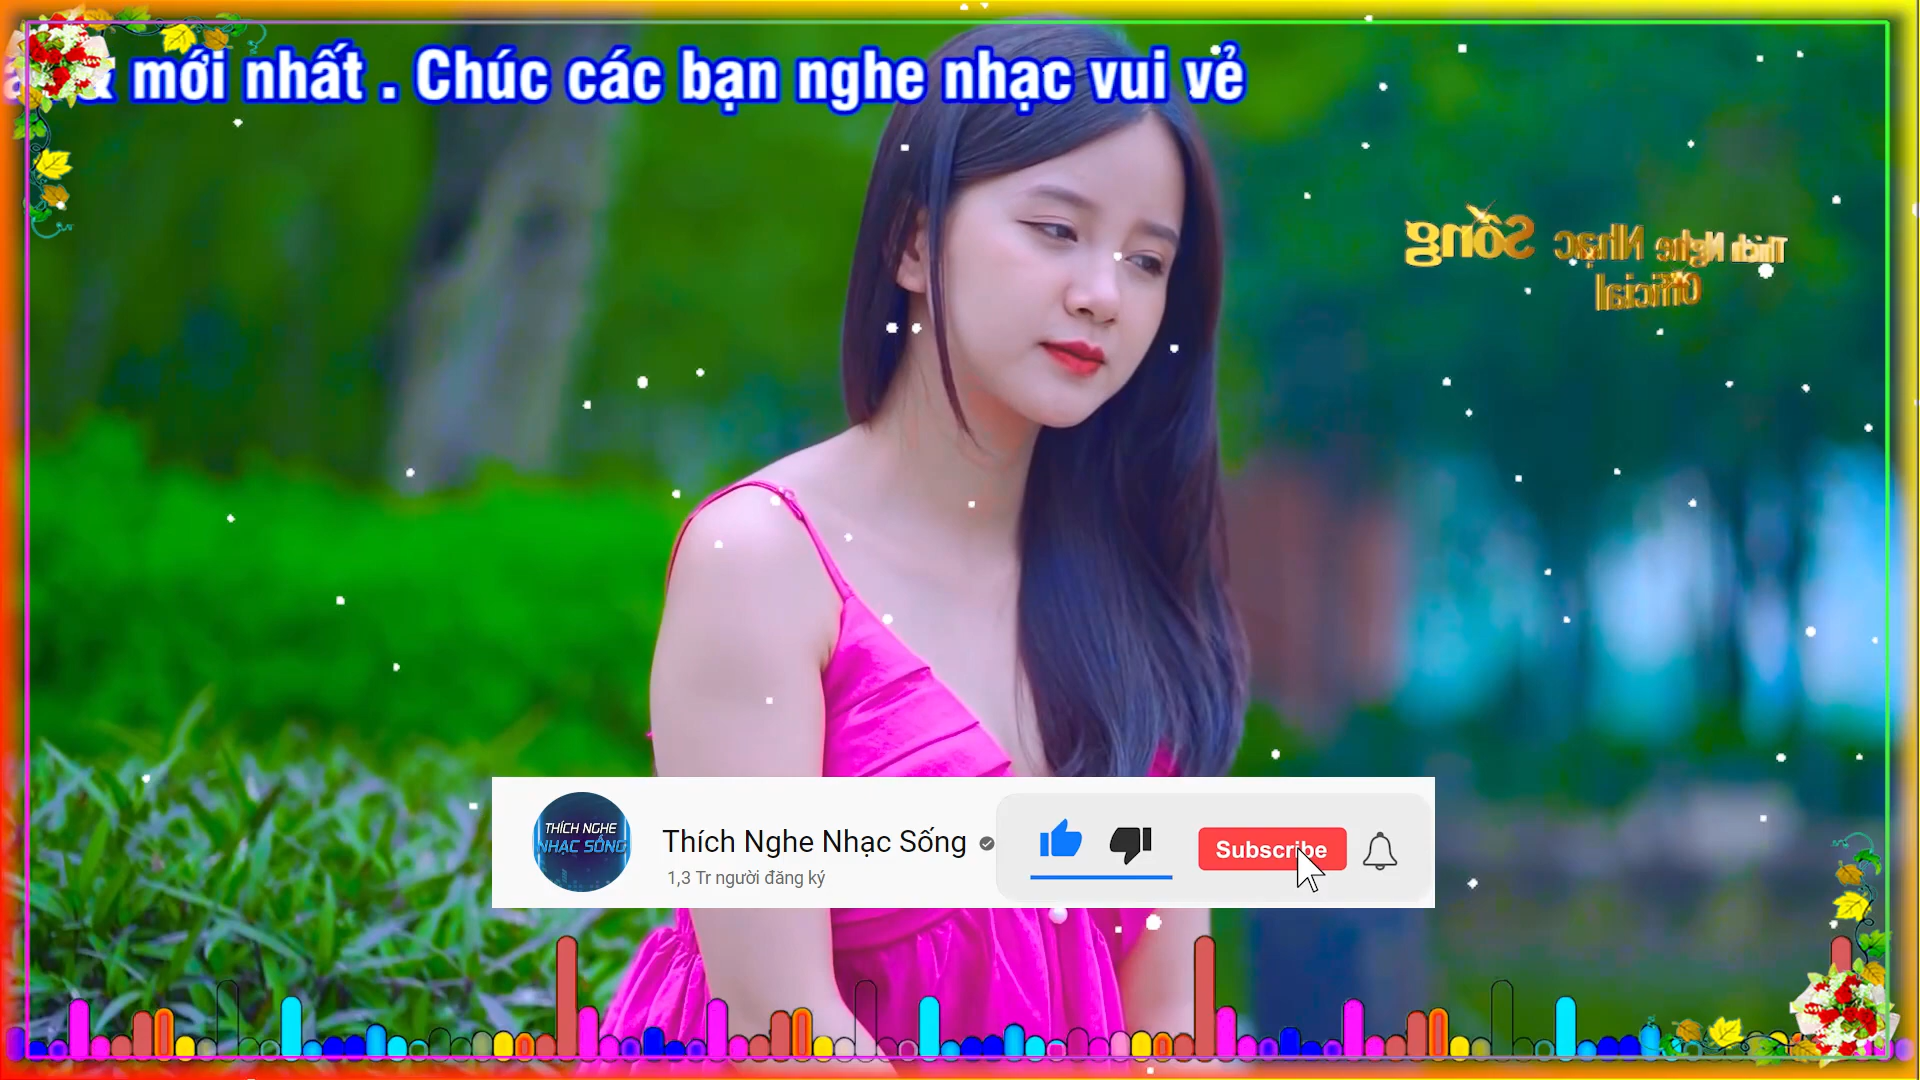 & mới nhất . Chúc các bạn nghe nhạc vui vẻ
Thích Nghe Nhạc Sống
Official
THÍCH NGHE
NHẠC SỐNG
Thích Nghe Nhạc Sống
1,3 Tr người đăng ký
Subscribe